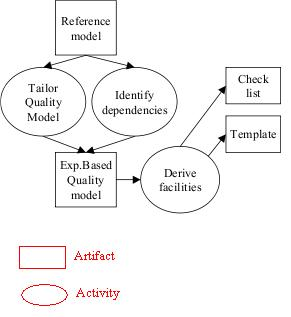 Reference
model
Tailor
Quality
Model
Identify
dependencies
Check
list
Template
Exp.Based
Quality
model
Derive
facilities
Artifact
Activity